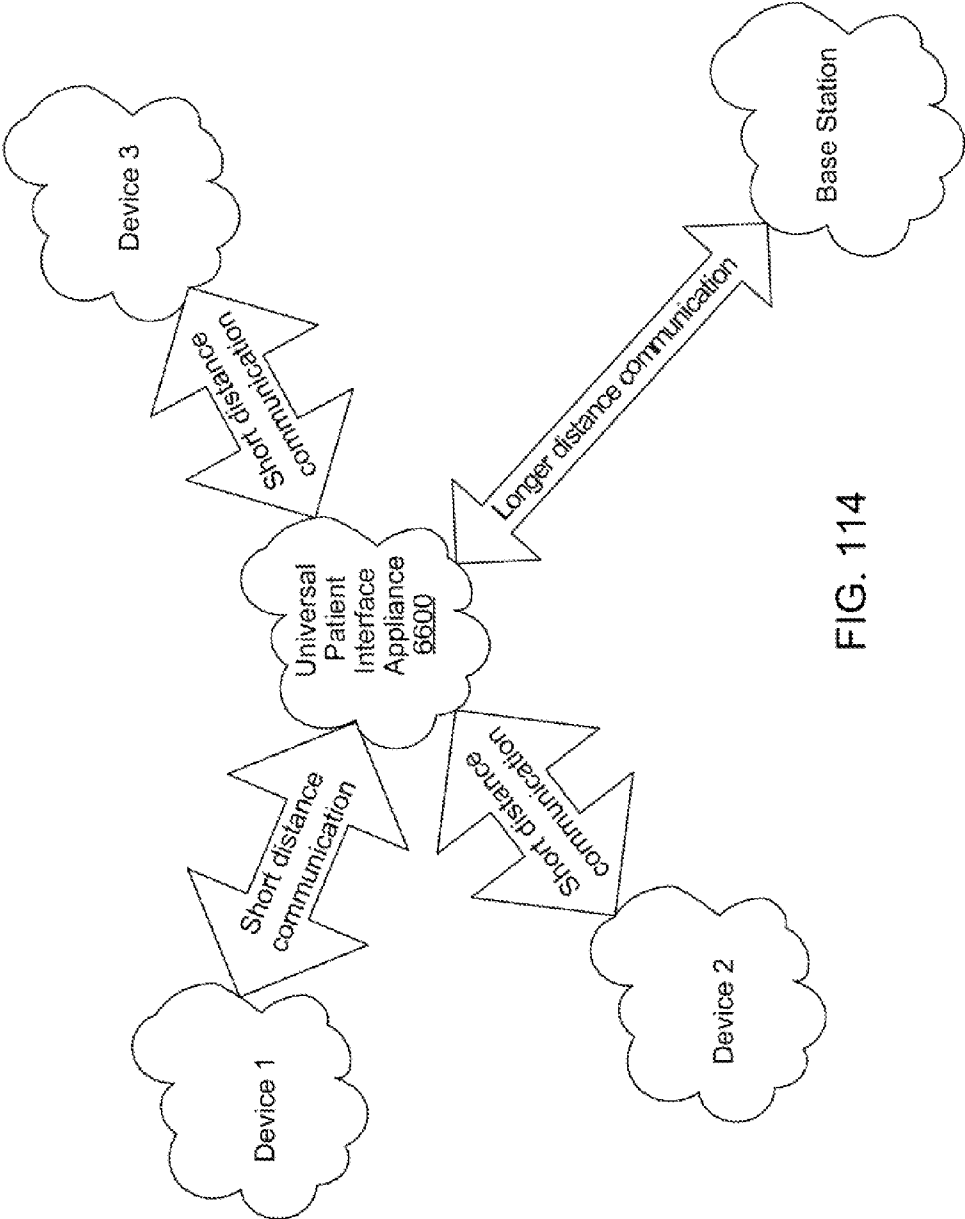 Device 1
Short distance
communication
Device 2
Short distance
communication
Universal
Patient
Interface
Appliance
6600
Device 3
Short distance
communication
Longer distance communication
Base Station
FIG. 114